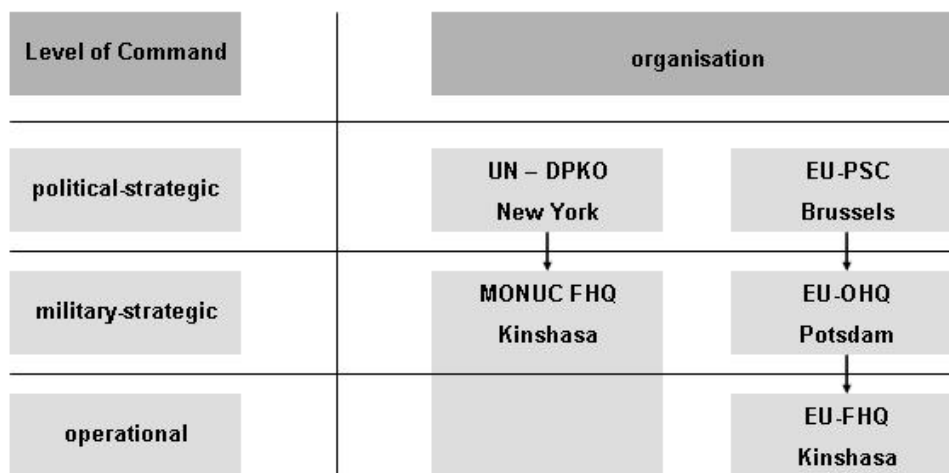 Level of Command
organisation
political-strategic
UN – DPKO
New York
EU-PSC
Brussels
military-strategic
MONUC FHQ
Kinshasa
EU-OHQ
Potsdam
operational
EU-FHQ
Kinshasa